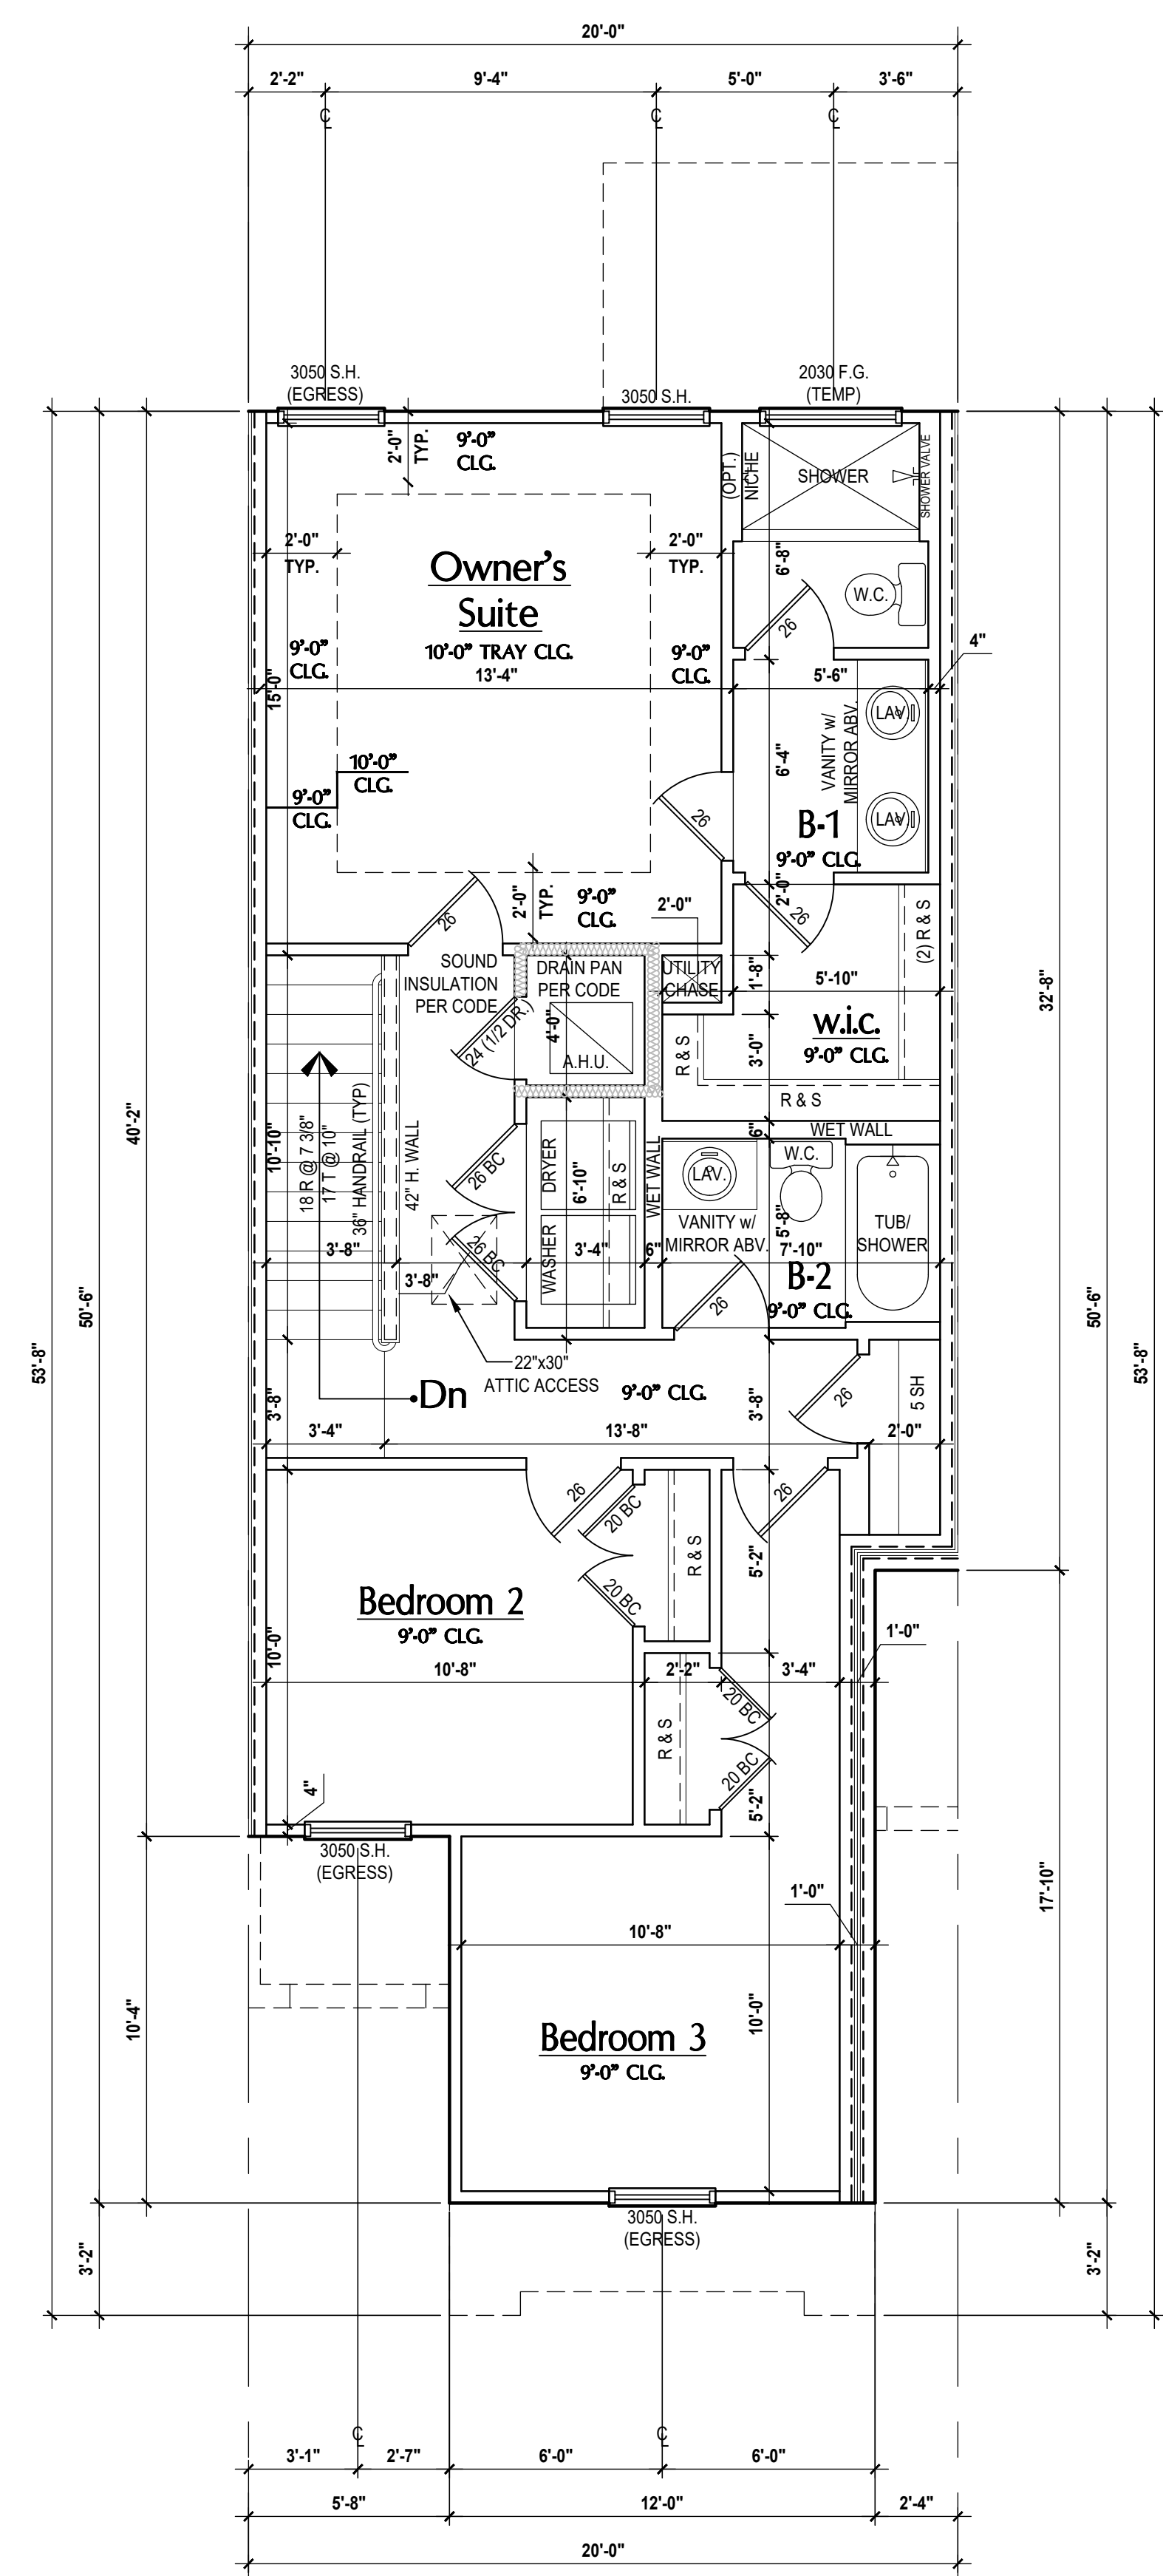 20'-0"
2'-2"
9'-4"
5'-0"
3'-6"
C L
C L
C L
3050 S.H.
(EGRESS)
3050 S.H.
2030 F.G.
(TEMP)
2'-0"
TYP.
9'-0"
CLG.
(OPT.)
NICHE
SHOWER
SHOWER VALVE
2'-0"
TYP.
2'-0"
TYP.
6'-8"
Owner's
Suite
10'-0" TRAY CLG.
13'-4"
W.C.
26
9'-0"
CLG.
9'-0"
CLG.
4"
15'-0"
5'-6"
LAV.
VANITY w/
MIRROR ABV.
6'-4"
10'-0"
CLG.
9'-0"
CLG.
26
LAV.
B-1
9'-0" CLG.
2'-0"
TYP.
9'-0"
CLG.
2'-0"
2'-0"
26
26
(2) R & S
SOUND
INSULATION
PER CODE
DRAIN PAN
PER CODE
UTILITY
CHASE
1'-8"
5'-10"
32'-8"
24 (1/2 DR.)
4'-0"
A.H.U.
R & S
3'-0"
W.I.C.
9'-0" CLG.
R & S
40'-2"
10'-10"
18 R @ 7 3/8"
17 T @ 10"
36" HANDRAIL (TYP)
42" H. WALL
26 BC
DRYER
6'-10"
R & S
WET WALL
6"
WET WALL
LAV.
W.C.
VANITY w/
MIRROR ABV.
5'-8"
TUB/
SHOWER
3'-8"
3'-8"
26 BC
WASHER
3'-4"
6"
7'-10"
B-2
9'-0" CLG.
26
50'-6"
53'-8"
50'-6"
53'-8"
22"x30"
ATTIC ACCESS
Dn
9'-0" CLG.
3'-8"
3'-8"
26
5 SH
3'-4"
13'-8"
2'-0"
26
20 BC
26
R & S
5'-2"
20 BC
Bedroom 2
9'-0" CLG.
10'-0"
10'-8"
2'-2"
3'-4"
1'-0"
20 BC
R & S
20 BC
5'-2"
4"
3050 S.H.
(EGRESS)
1'-0"
17'-10"
10'-8"
10'-4"
10'-0"
Bedroom 3
9'-0" CLG.
3050 S.H.
(EGRESS)
3'-2"
3'-2"
C L
C L
3'-1"
2'-7"
6'-0"
6'-0"
5'-8"
12'-0"
2'-4"
20'-0"